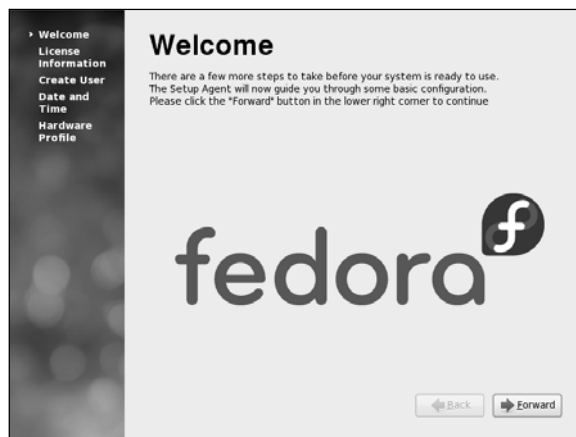 Welcome
License
Information
Create User
Date and
Time
Hardware
Profile
Welcome
There are a few more steps to take before your system is ready to use.
The Setup Agent will now guide you through some basic configuration.
Please click the "Forward" button in the lower right corner to continue
fedora
Back
Forward